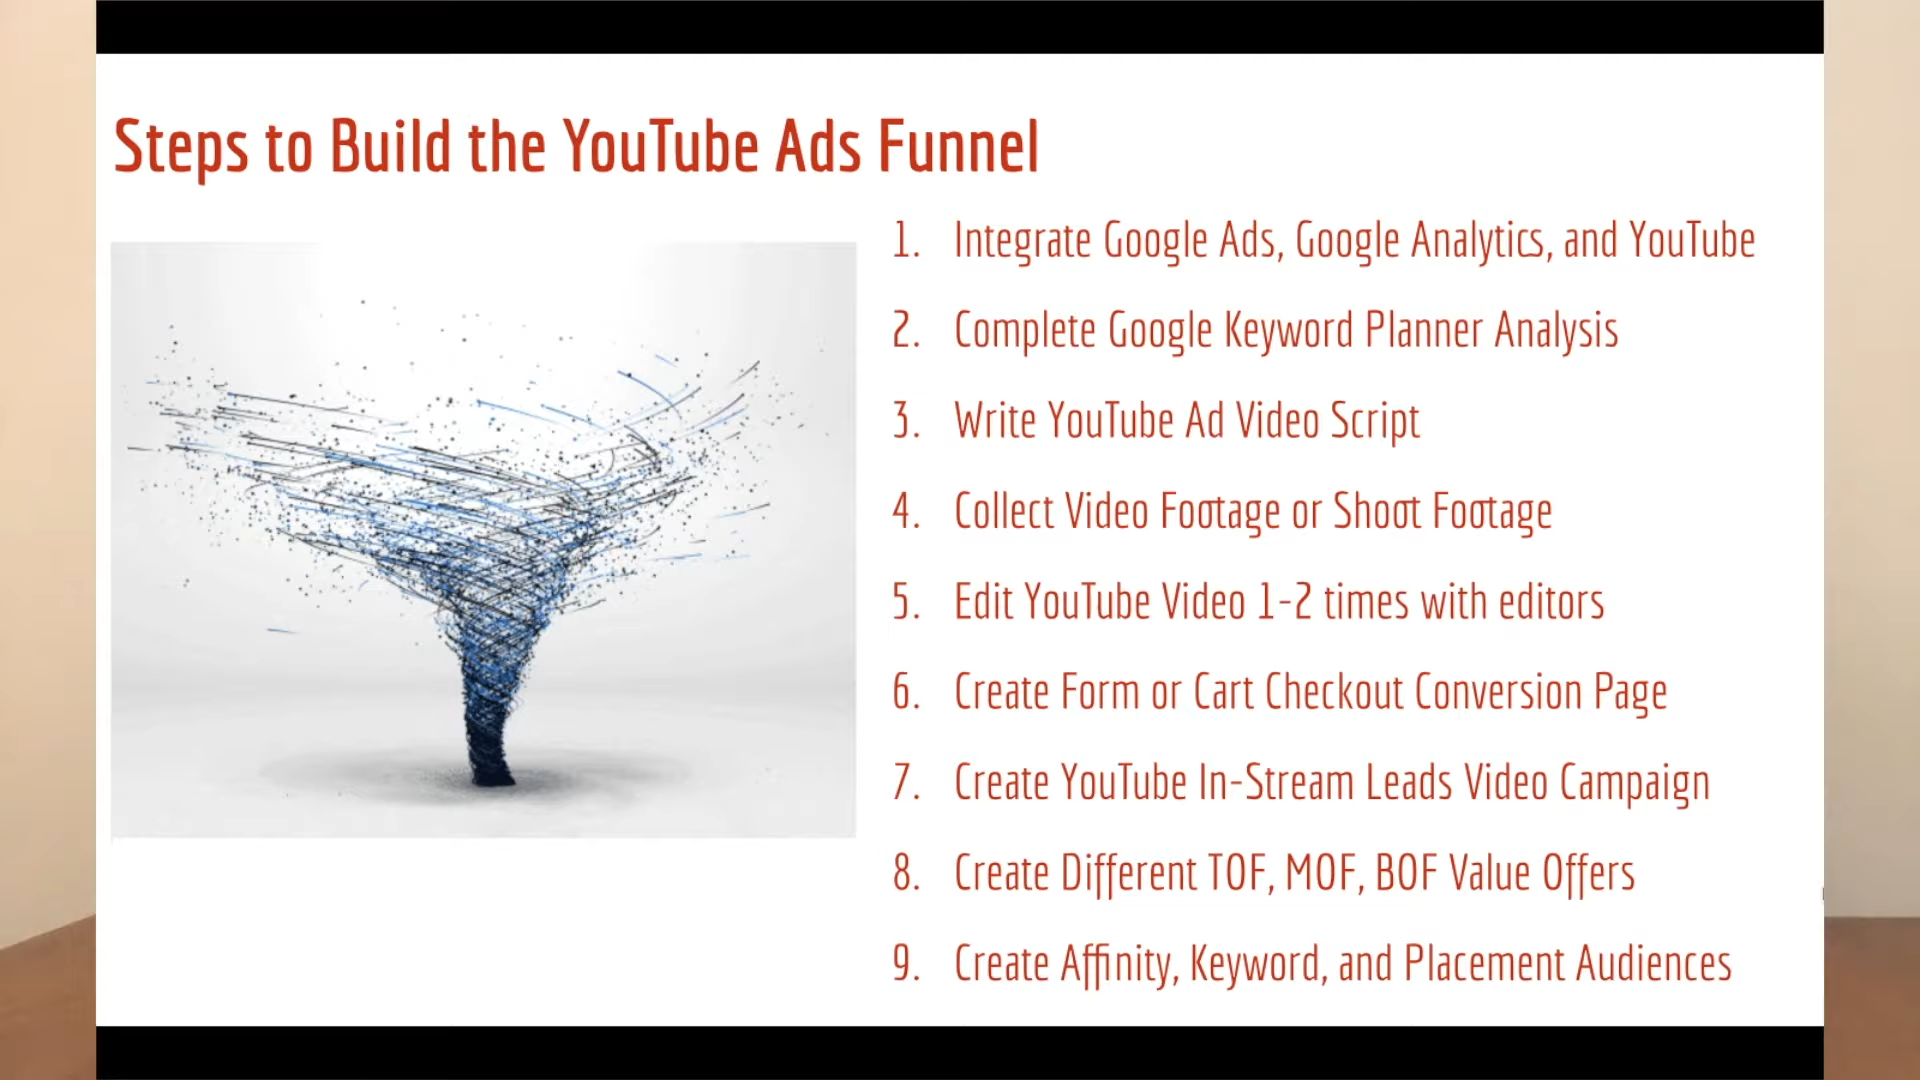 Steps to Build the YouTube Ads Funnel
1. Integrate Google Ads, Google Analytics, and YouTube
2. Complete Google Keyword Planner Analysis
3. Write YouTube Ad Video Script
4. Collect Video Footage or Shoot Footage
5. Edit YouTube Video 1-2 times with editors
6. Create Form or Cart Checkout Conversion Page
7. Create YouTube In-Stream Leads Video Campaign
8. Create Different TOF, MOF, BOF Value Offers
9. Create Affinity, Keyword, and Placement Audiences